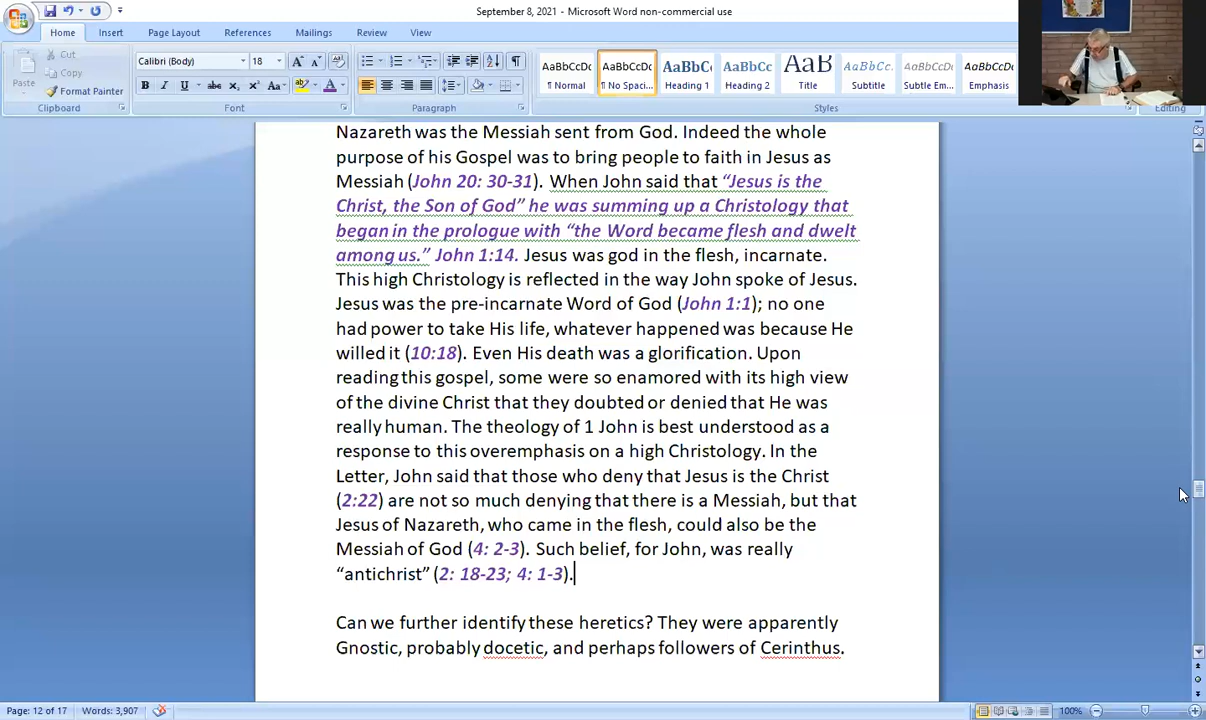 September 8, 2021 - Microsoft Word non-commercial use
Home Insert Page Layout References Mailings Review View
Cut
Copy
Format Painter
Paste
Clipboard
Calibri (Body) 18
Font
Paragraph
AaBbCcDc AaBbCcDc AaBbC AaBbCc AaB AaBbCc. AaBbCcDc AaBbCcDc
¶ Normal ¶ No Spaci... Heading 1 Heading 2 Title Subtitle Subtle Em... Emphasis
Styles
Editing
Nazareth was the Messiah sent from God. Indeed the whole
purpose of his Gospel was to bring people to faith in Jesus as
Messiah (John 20: 30-31). When John said that “Jesus is the
Christ, the Son of God” he was summing up a Christology that
began in the prologue with “the Word became flesh and dwelt
among us.” John 1:14. Jesus was god in the flesh, incarnate.
This high Christology is reflected in the way John spoke of Jesus.
Jesus was the pre-incarnate Word of God (John 1:1); no one
had power to take His life, whatever happened was because He
willed it (10:18). Even His death was a glorification. Upon
reading this gospel, some were so enamored with its high view
of the divine Christ that they doubted or denied that He was
really human. The theology of 1 John is best understood as a
response to this overemphasis on a high Christology. In the
Letter, John said that those who deny that Jesus is the Christ
(2:22) are not so much denying that there is a Messiah, but that
Jesus of Nazareth, who came in the flesh, could also be the
Messiah of God (4: 2-3). Such belief, for John, was really
“antichrist” (2: 18-23; 4: 1-3).
Can we further identify these heretics? They were apparently
Gnostic, probably docetic, and perhaps followers of Cerinthus.
Page: 12 of 17 Words: 3,907 100%